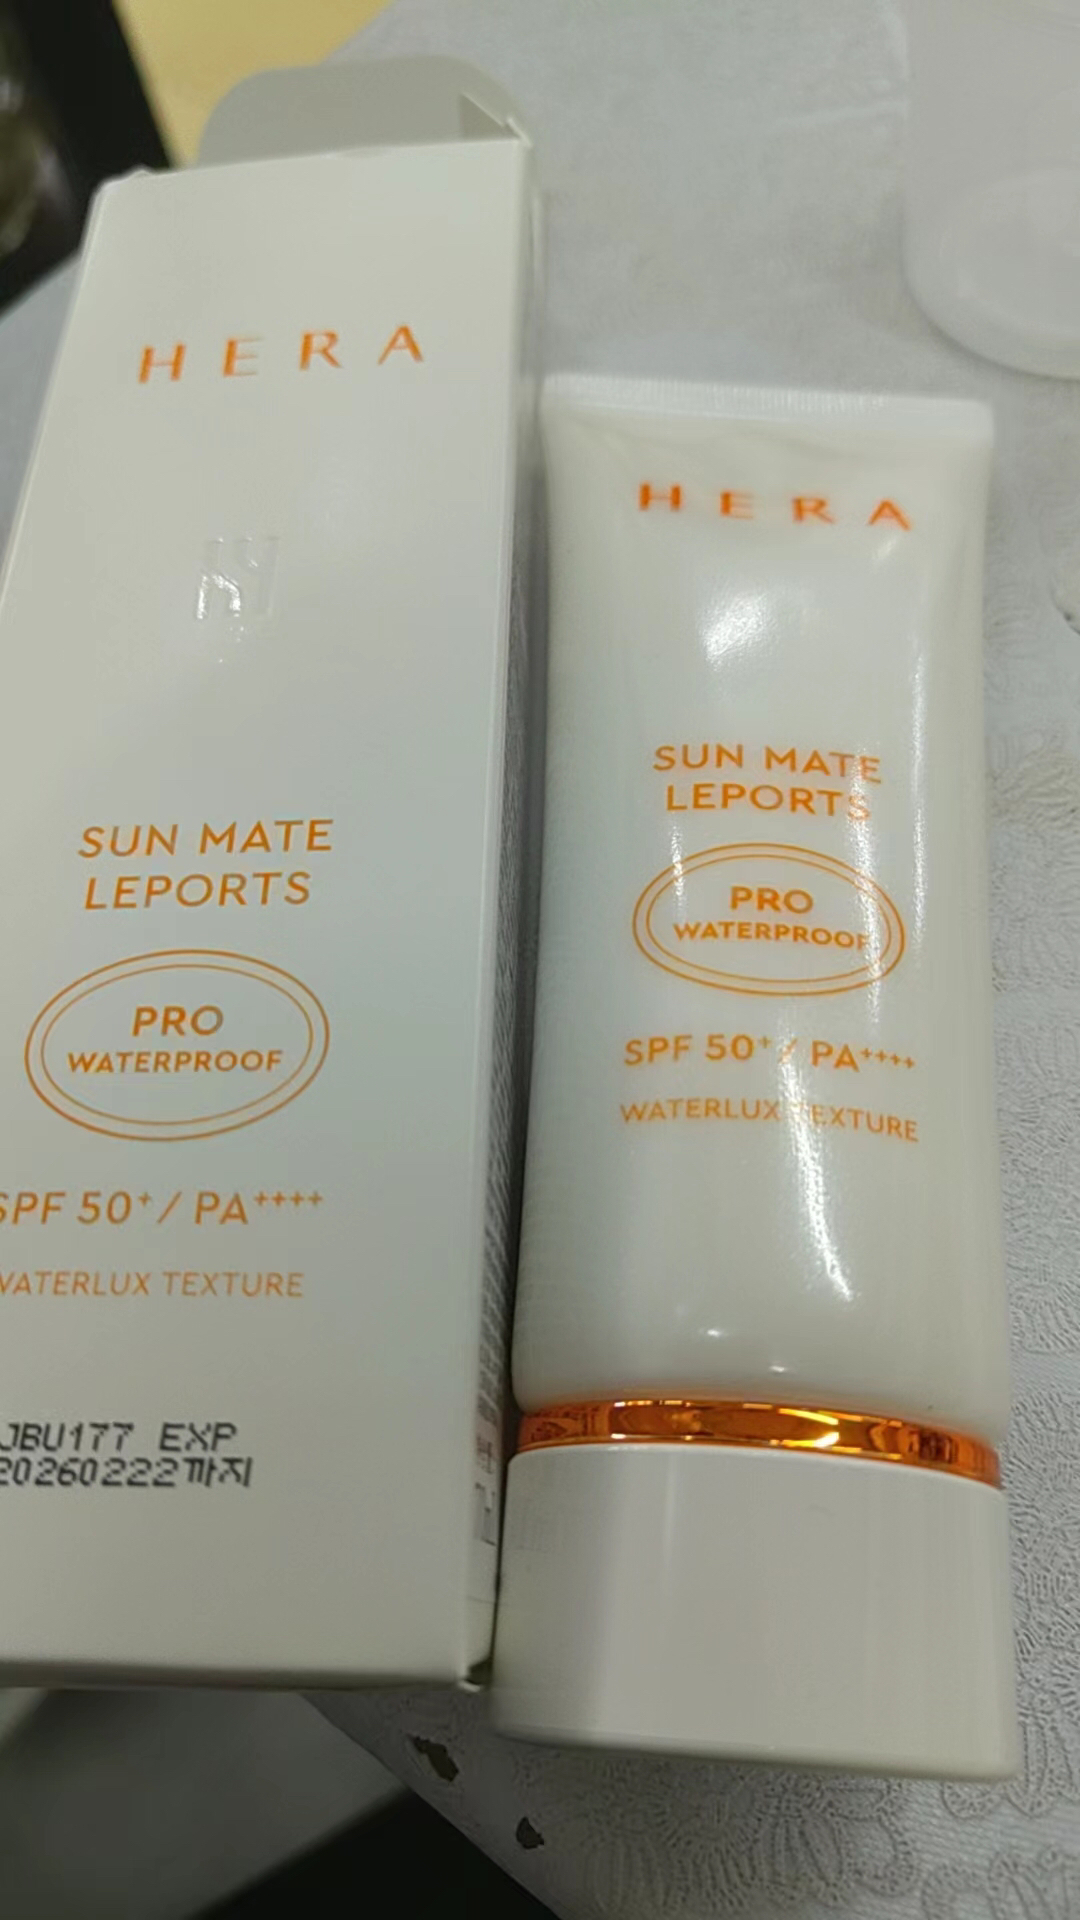 HERA
SUN MATE
LEPORTS
PRO
WATERPROOF
SPF 50+ / PA++++
WATERLUX TEXTURE
JBU177 EXP
20260222까지
HERA
SUN MATE
LEPORTS
PRO
WATERPROOF
SPF 50+ / PA++++
WATERLUX TEXTURE